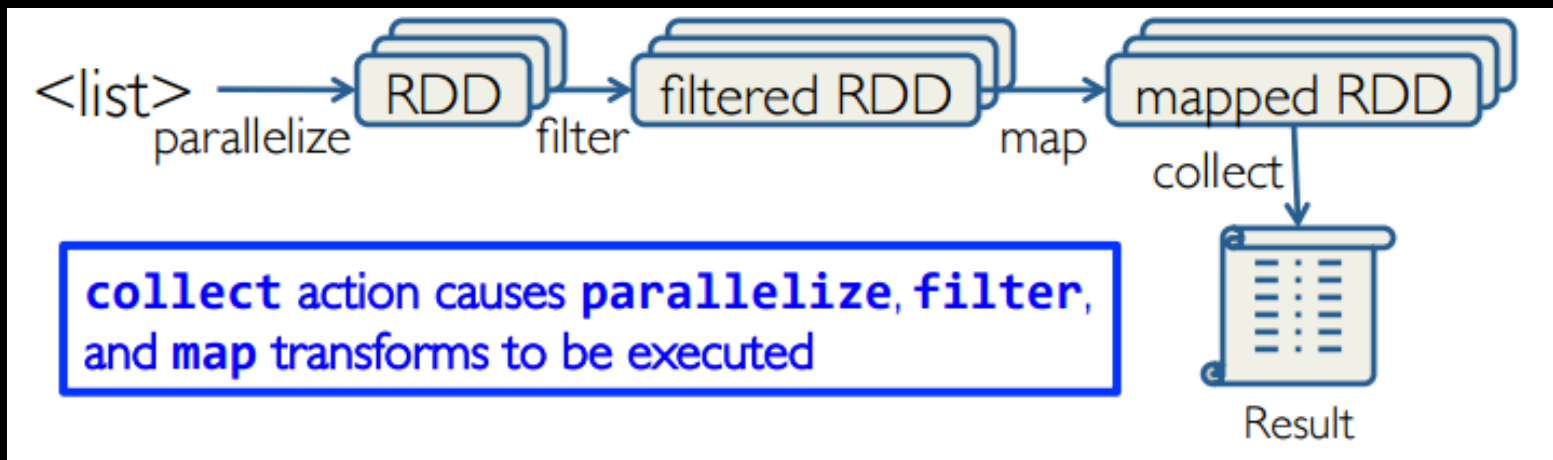 <list>
RDD
filtered RDD
mapped RDD
parallelize
filter
map
collect
collect action causes parallelize, filter,
and map transforms to be executed
Result